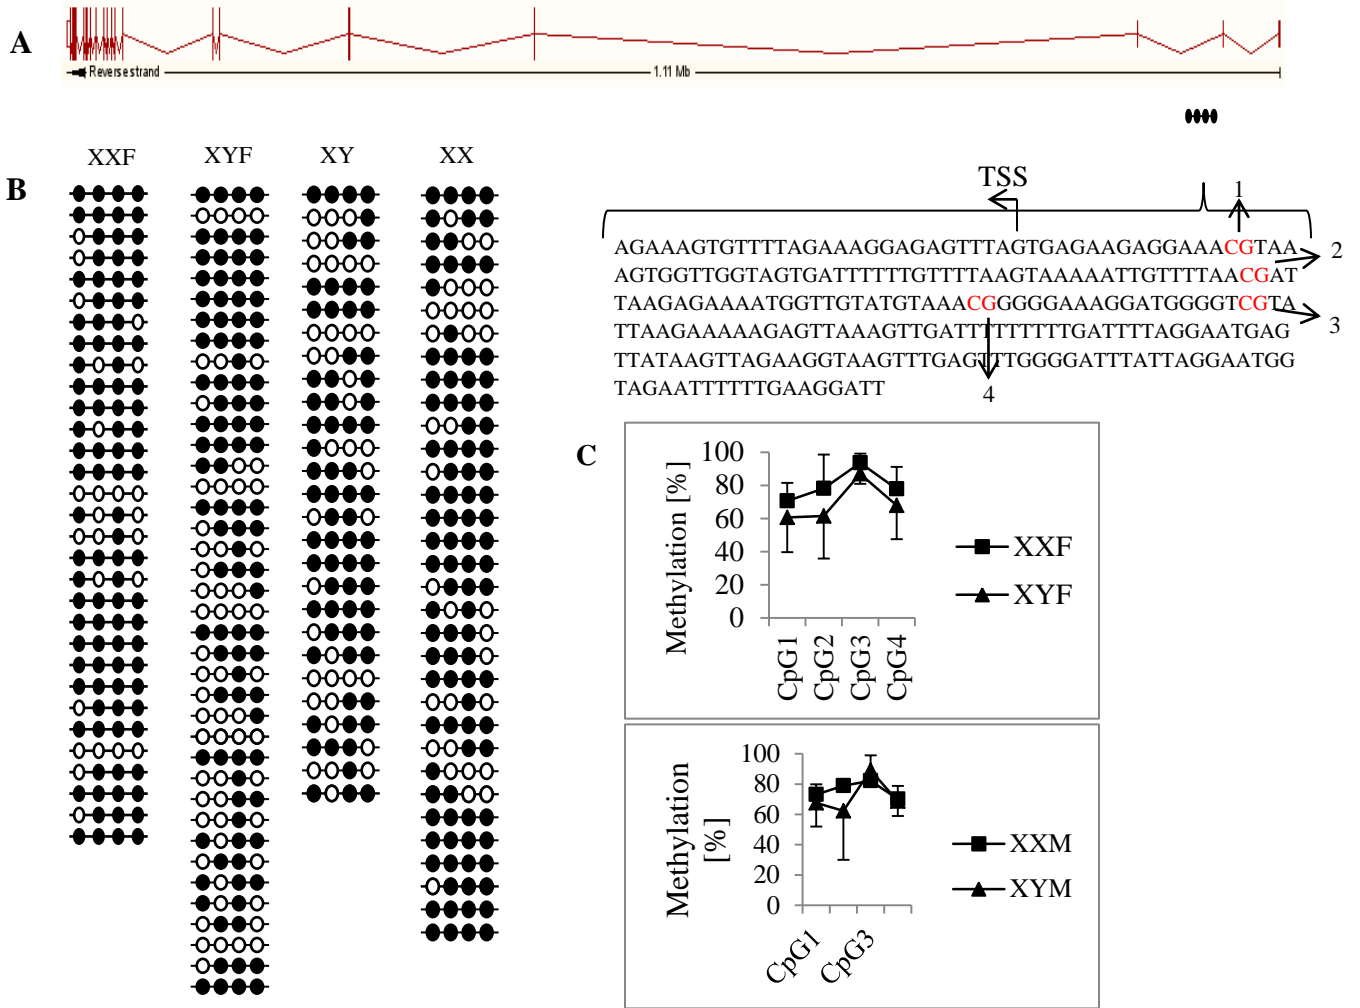 A
Reverse strand
1.11 Mb
B
XXF XYF XY XX
TSS
1
AGAAAGTGTTTTAGAAAGGAGAGTTTAGTGAGAAGAGGAAACGTAA
2
AGTGGTTGGTAGTGATTTTTTGTTTTAAGTAAAAATTGTTTTAACGAT
TAAGAGAAAATGGTTGTATGTAAACGGGGGAAAGGATGGGGTCGTA
3
TTAAGAAAAAGAGTTAAAGTTGATTTTTTTTTGATTTTAGGAATGAG
TTATAAGTTAGAAGGTAAGTTTGAGTTTGGGGATTTATTAGGAATGG
TAGAATTTTTTGAAGGATT
4
C
Methylation [%]
100
80
60
40
20
0
CpG1
CpG2
CpG3
CpG4
XXF
XYF
Methylation
[%]
100
80
60
40
20
0
CpG1
CpG3
XXM
XYM